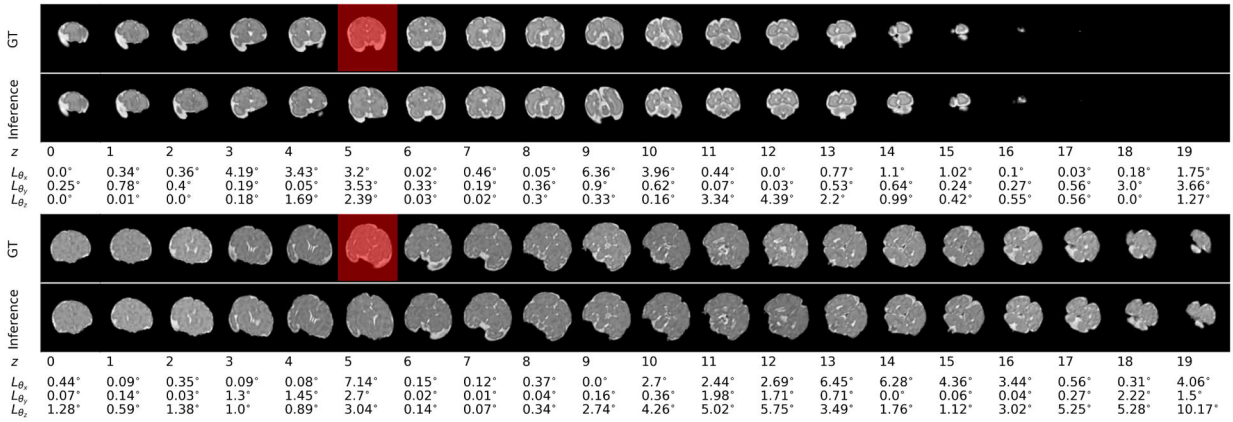 GT
Inference
z 0 1 2 3 4 5 6 7 8 9 10 11 12 13 14 15 16 17 18 19
Lθx 0.0° 0.34° 0.36° 4.19° 3.43° 3.2° 0.02° 0.46° 0.05° 6.36° 3.96° 0.44° 0.0° 0.77° 1.1° 1.02° 0.1° 0.03° 0.18° 1.75°
Lθy 0.25° 0.78° 0.4° 0.19° 0.05° 3.53° 0.33° 0.19° 0.36° 0.9° 0.62° 0.07° 0.03° 0.53° 0.64° 0.24° 0.27° 0.56° 3.0° 3.66°
Lθz 0.0° 0.01° 0.0° 0.18° 1.69° 2.39° 0.03° 0.02° 0.3° 0.33° 0.16° 3.34° 4.39° 2.2° 0.99° 0.42° 0.55° 0.56° 0.0° 1.27°
GT
Inference
z 0 1 2 3 4 5 6 7 8 9 10 11 12 13 14 15 16 17 18 19
Lθx 0.44° 0.09° 0.35° 0.09° 0.08° 7.14° 0.15° 0.12° 0.37° 0.0° 2.7° 2.44° 2.69° 6.45° 6.28° 4.36° 3.44° 0.56° 0.31° 4.06°
Lθy 0.07° 0.14° 0.03° 1.3° 1.45° 2.7° 0.02° 0.01° 0.04° 0.16° 0.36° 1.98° 1.71° 0.71° 0.0° 0.06° 0.04° 0.27° 2.22° 1.5°
Lθz 1.28° 0.59° 1.38° 1.0° 0.89° 3.04° 0.14° 0.07° 0.34° 2.74° 4.26° 5.02° 5.75° 3.49° 1.76° 1.12° 3.02° 5.25° 5.28° 10.17°